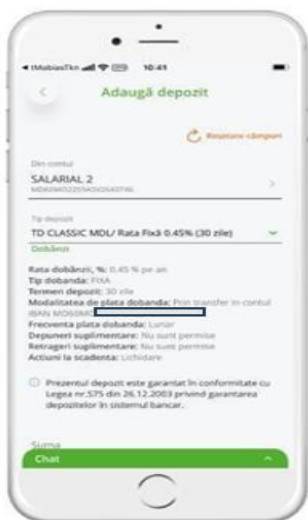 10:41
Adaugă depozit
Resetare câmpuri
Din contul
SALARIAL 2
Tip depozit
TD CLASSIC MDL/ Rata Fixă 0.45% (30 zile)
Dobânzi
Rata dobânzii, %: 0,45 % pe an
Tip dobanda: FIXA
Termen depozit: 30 zile
Modalitatea de plata dobanda: Prin transfer in contul
IBAN
Frecventa plata dobanda: Lunar
Depuneri suplimentare: Nu sunt permise
Retrageri suplimentare: Nu sunt permise
Actiuni la scadenta: Lichidare
Prezentul depozit este garantat în conformitate cu
Legea nr.575 din 26.12.2003 privind garantarea
depozitelor în sistemul bancar.
Suma
Chat